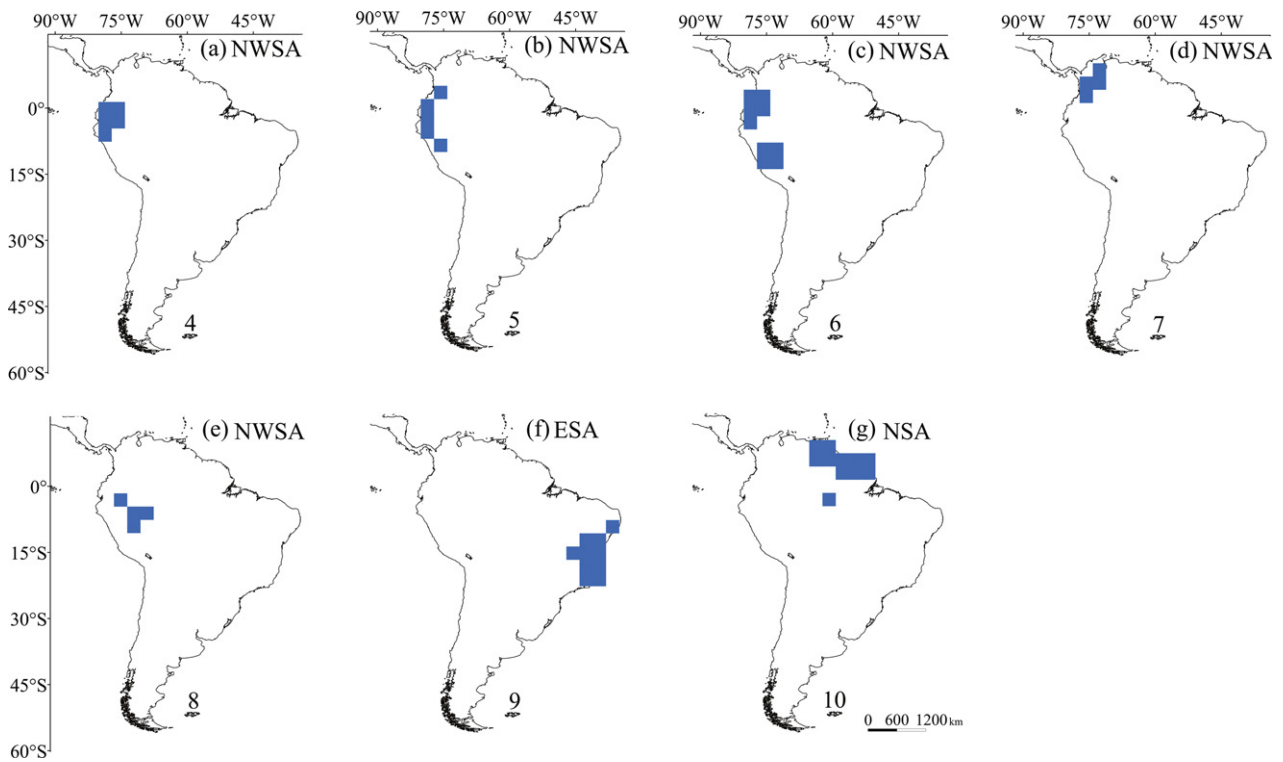 90°W 75°W 60°W 45°W 90°W 75°W 60°W 45°W 90°W 75°W 60°W 45°W 90°W 75°W 60°W 45°W
(a) NWSA (b) NWSA (c) NWSA (d) NWSA
0°
15°S
30°S
45°S
4 5 6 7
60°S
(e) NWSA (f) ESA (g) NSA
0°
15°S
30°S
45°S
8 9 10
0 600 1200 km
60°S